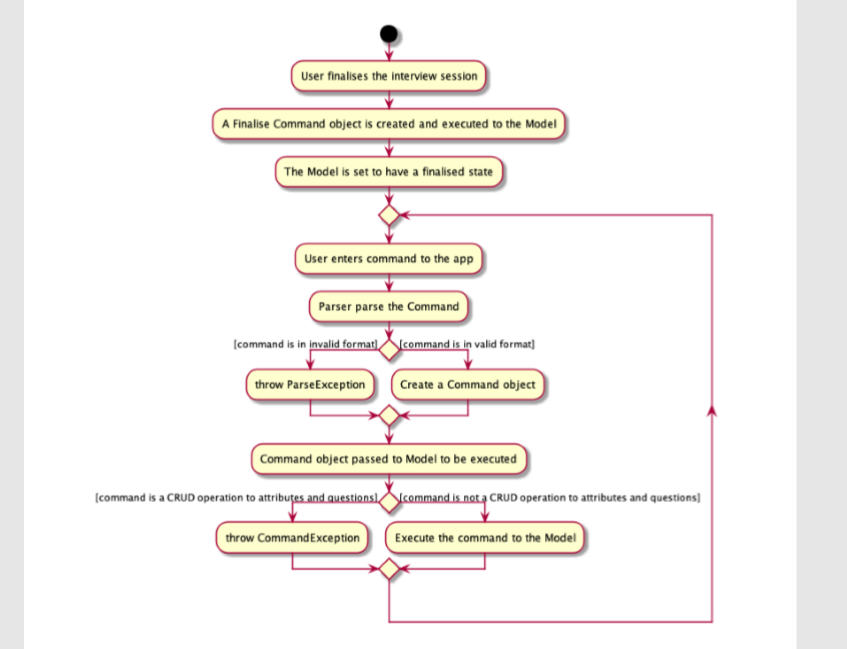 User finalises the interview session
A Finalise Command object is created and executed to the Model
The Model is set to have a finalised state
User enters command to the app
Parser parse the Command
[command is in invalid format]
[command is in valid format]
throw ParseException
Create a Command object
Command object passed to Model to be executed
[command is a CRUD operation to attributes and questions]
[command is not a CRUD operation to attributes and questions]
throw CommandException
Execute the command to the Model